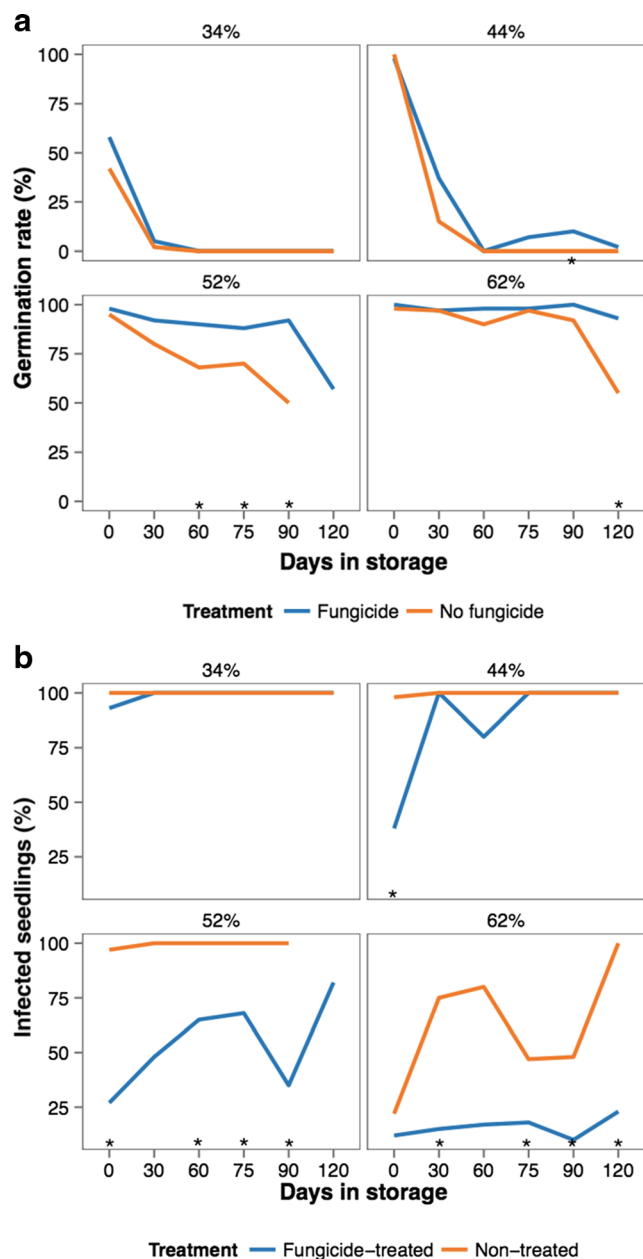 a
34% 44%
100
75
50
25
0
52% 62%
100
75
50
25
0
Germination rate (%)
*
* * * *
0 30 60 75 90 120 0 30 60 75 90 120
Days in storage
Treatment Fungicide No fungicide
b
34% 44%
100
75
50
25
*
52% 62%
100
75
50
25
Infected seedlings (%)
* * * * * * * *
0 30 60 75 90 120 0 30 60 75 90 120
Days in storage
Treatment Fungicide-treated Non-treated